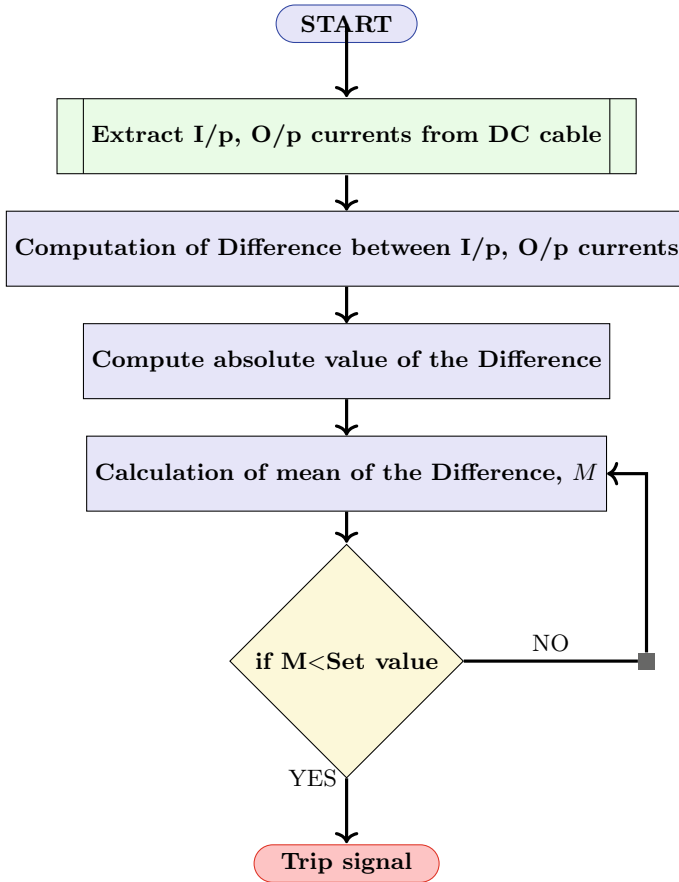 START
Extract I/p, O/p currents from DC cable
Computation of Difference between I/p, O/p currents
Compute absolute value of the Difference
Calculation of mean of the Difference, M
if M<Set value
NO
YES
Trip signal